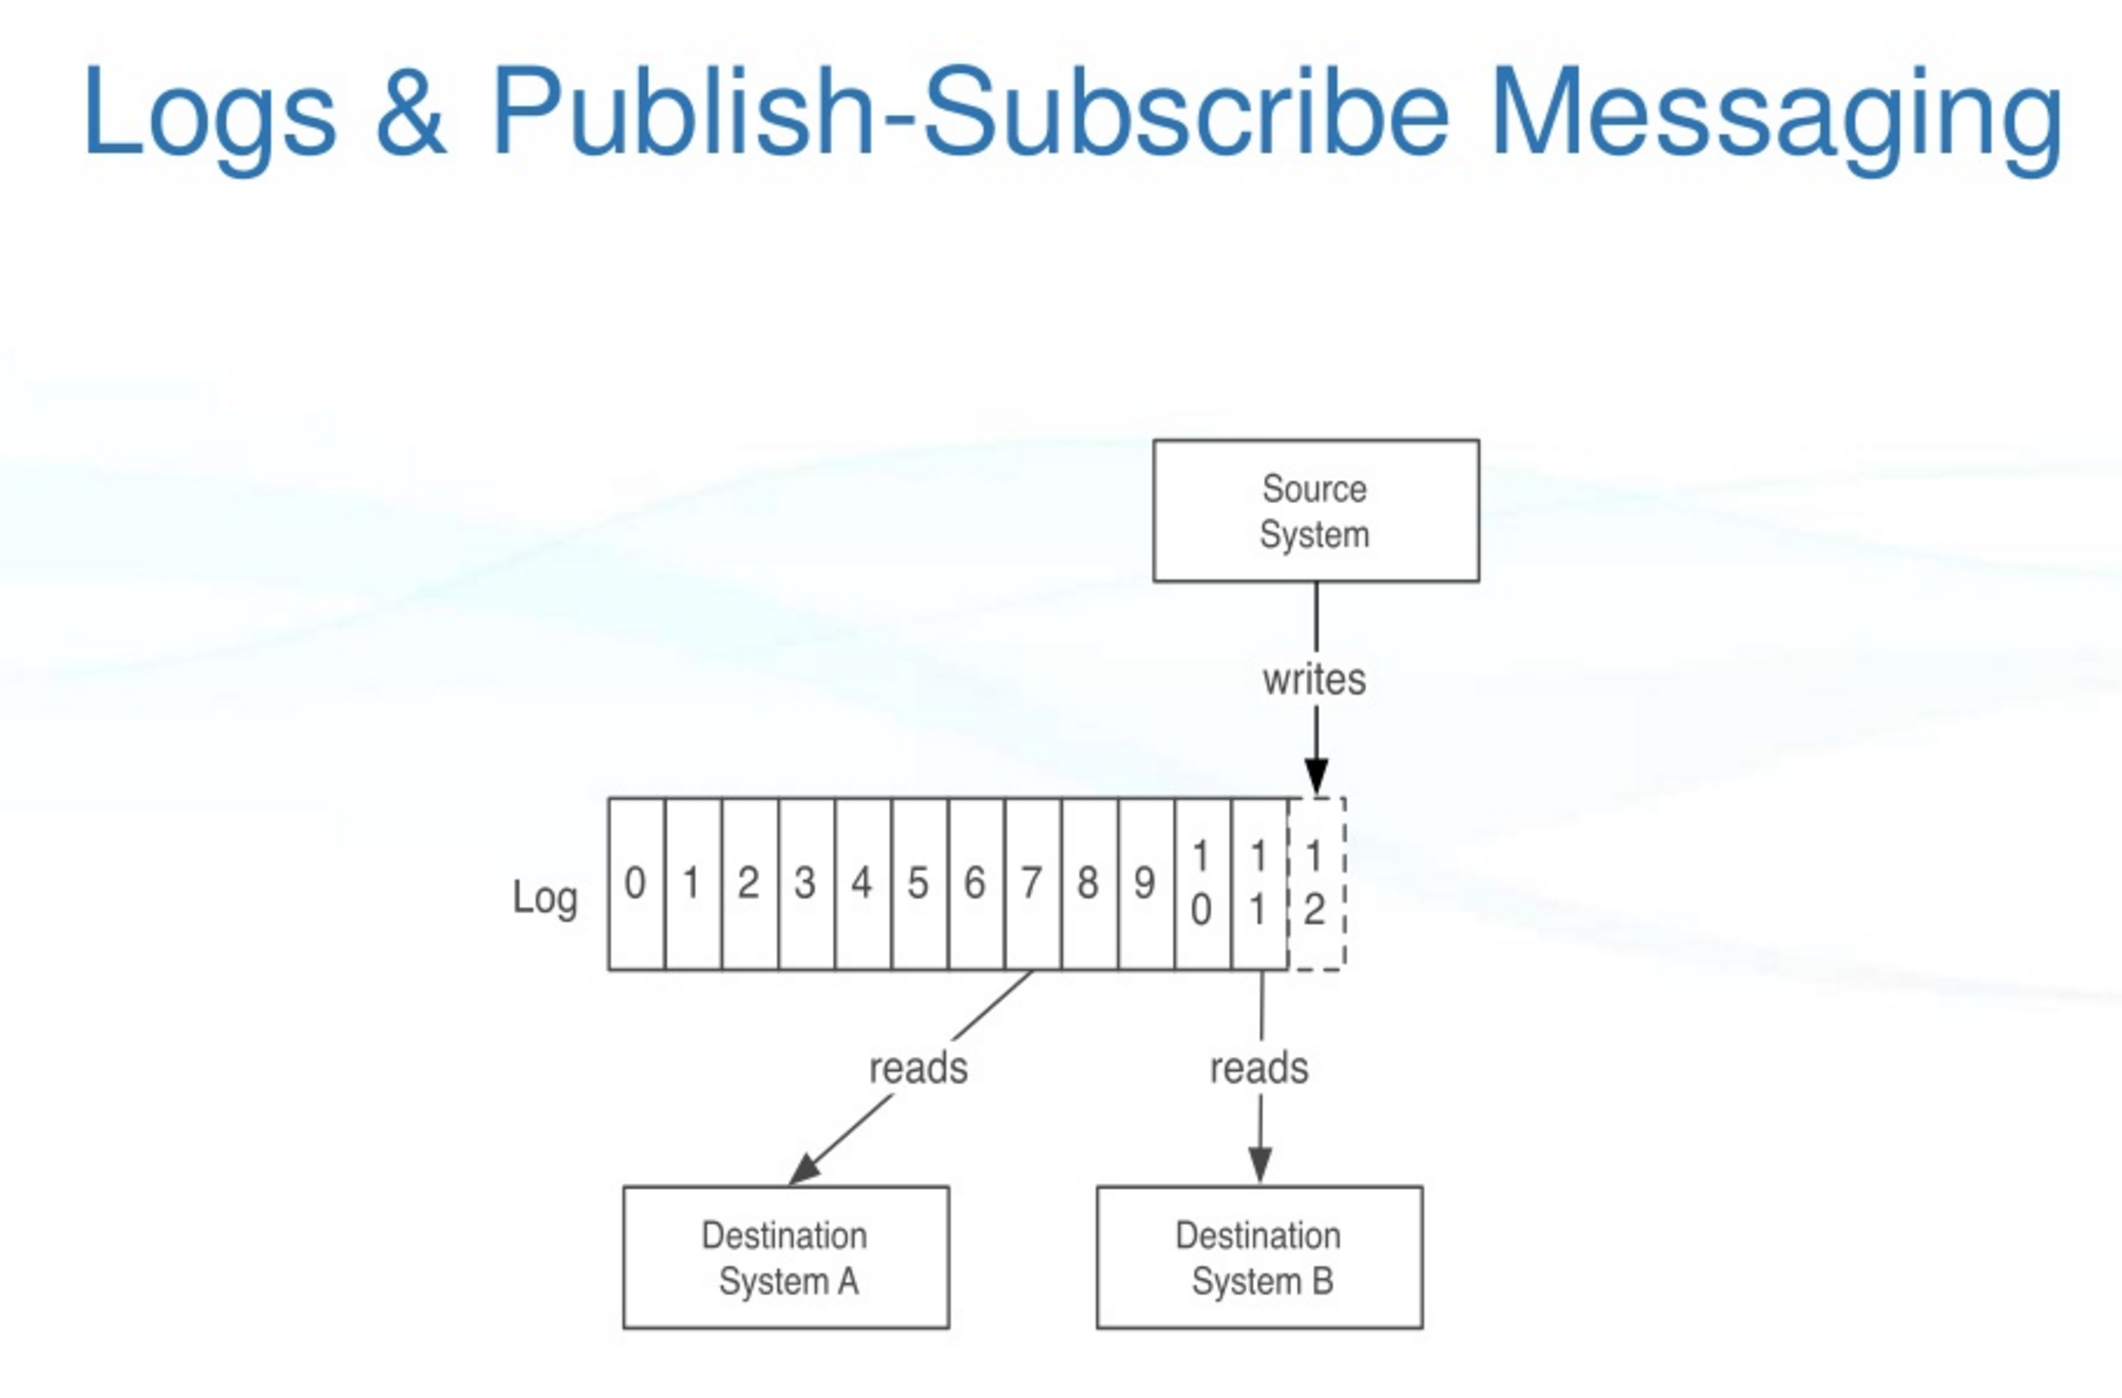 Logs & Publish-Subscribe Messaging
Source
System
writes
Log 0 1 2 3 4 5 6 7 8 9 10 11 12
reads reads
Destination
System A
Destination
System B